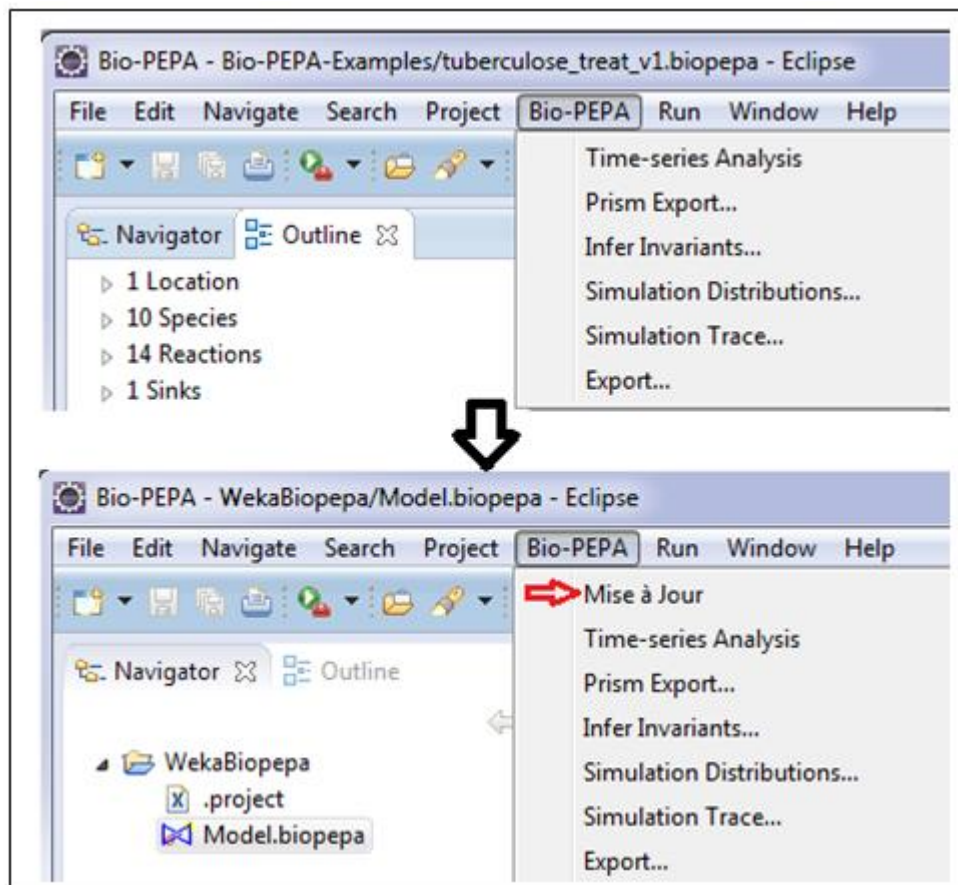 Bio-PEPA - Bio-PEPA-Examples/tuberculose_treat_v1.biopepa - Eclipse
File Edit Navigate Search Project Bio-PEPA Run Window Help
Time-series Analysis
Prism Export...
Infer Invariants...
Simulation Distributions...
Simulation Trace...
Export...
Navigator Outline
1 Location
10 Species
14 Reactions
1 Sinks
Bio-PEPA - WekaBiopepa/Model.biopepa - Eclipse
File Edit Navigate Search Project Bio-PEPA Run Window Help
Mise à Jour
Time-series Analysis
Prism Export...
Infer Invariants...
Simulation Distributions...
Simulation Trace...
Export...
Navigator Outline
WekaBiopepa
.project
Model.biopepa